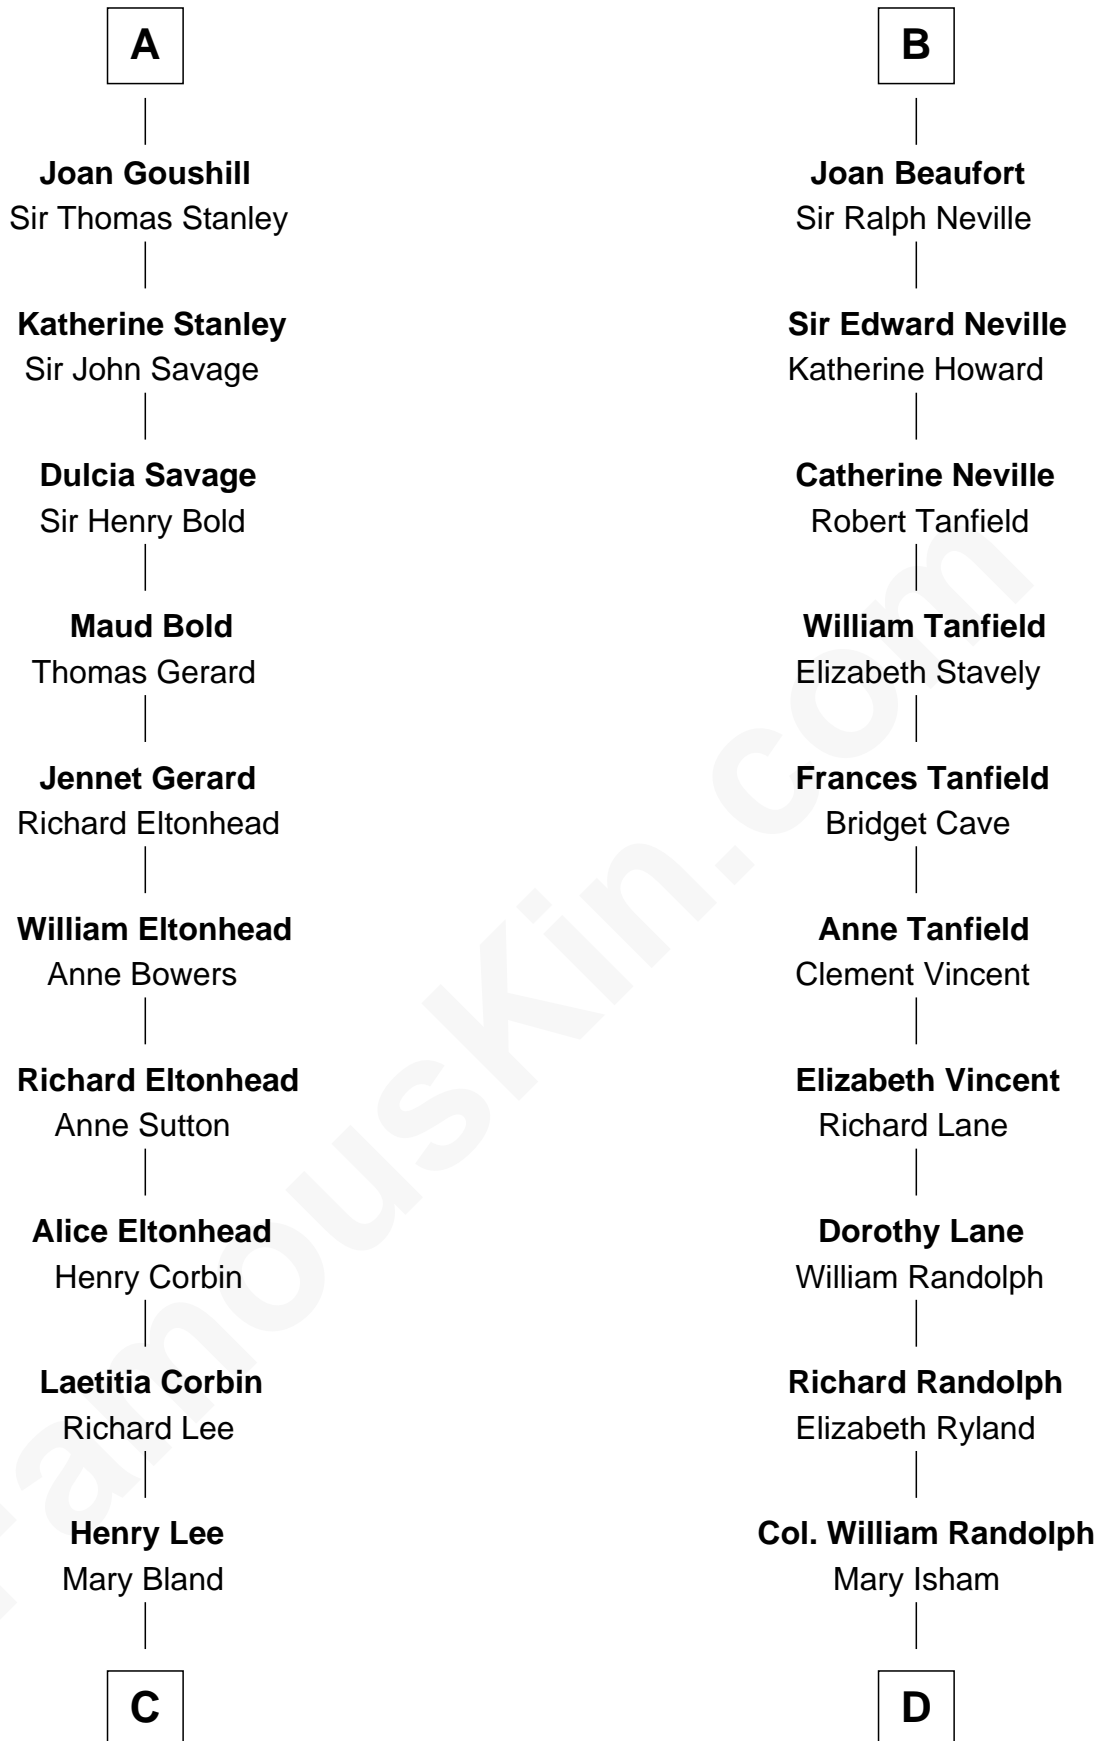 A
Joan Goushill
Sir Thomas Stanley
Katherine Stanley
Sir John Savage
Dulcia Savage
Sir Henry Bold
Maud Bold
Thomas Gerard
Jennet Gerard
Richard Eltonhead
William Eltonhead
Anne Bowers
Richard Eltonhead
Anne Sutton
Alice Eltonhead
Henry Corbin
Laetitia Corbin
Richard Lee
Henry Lee
Mary Bland
C
B
Joan Beaufort
Sir Ralph Neville
Sir Edward Neville
Katherine Howard
Catherine Neville
Robert Tanfield
William Tanfield
Elizabeth Stavely
Frances Tanfield
Bridget Cave
Anne Tanfield
Clement Vincent
Elizabeth Vincent
Richard Lane
Dorothy Lane
William Randolph
Richard Randolph
Elizabeth Ryland
Col. William Randolph
Mary Isham
D
FamousKin.com